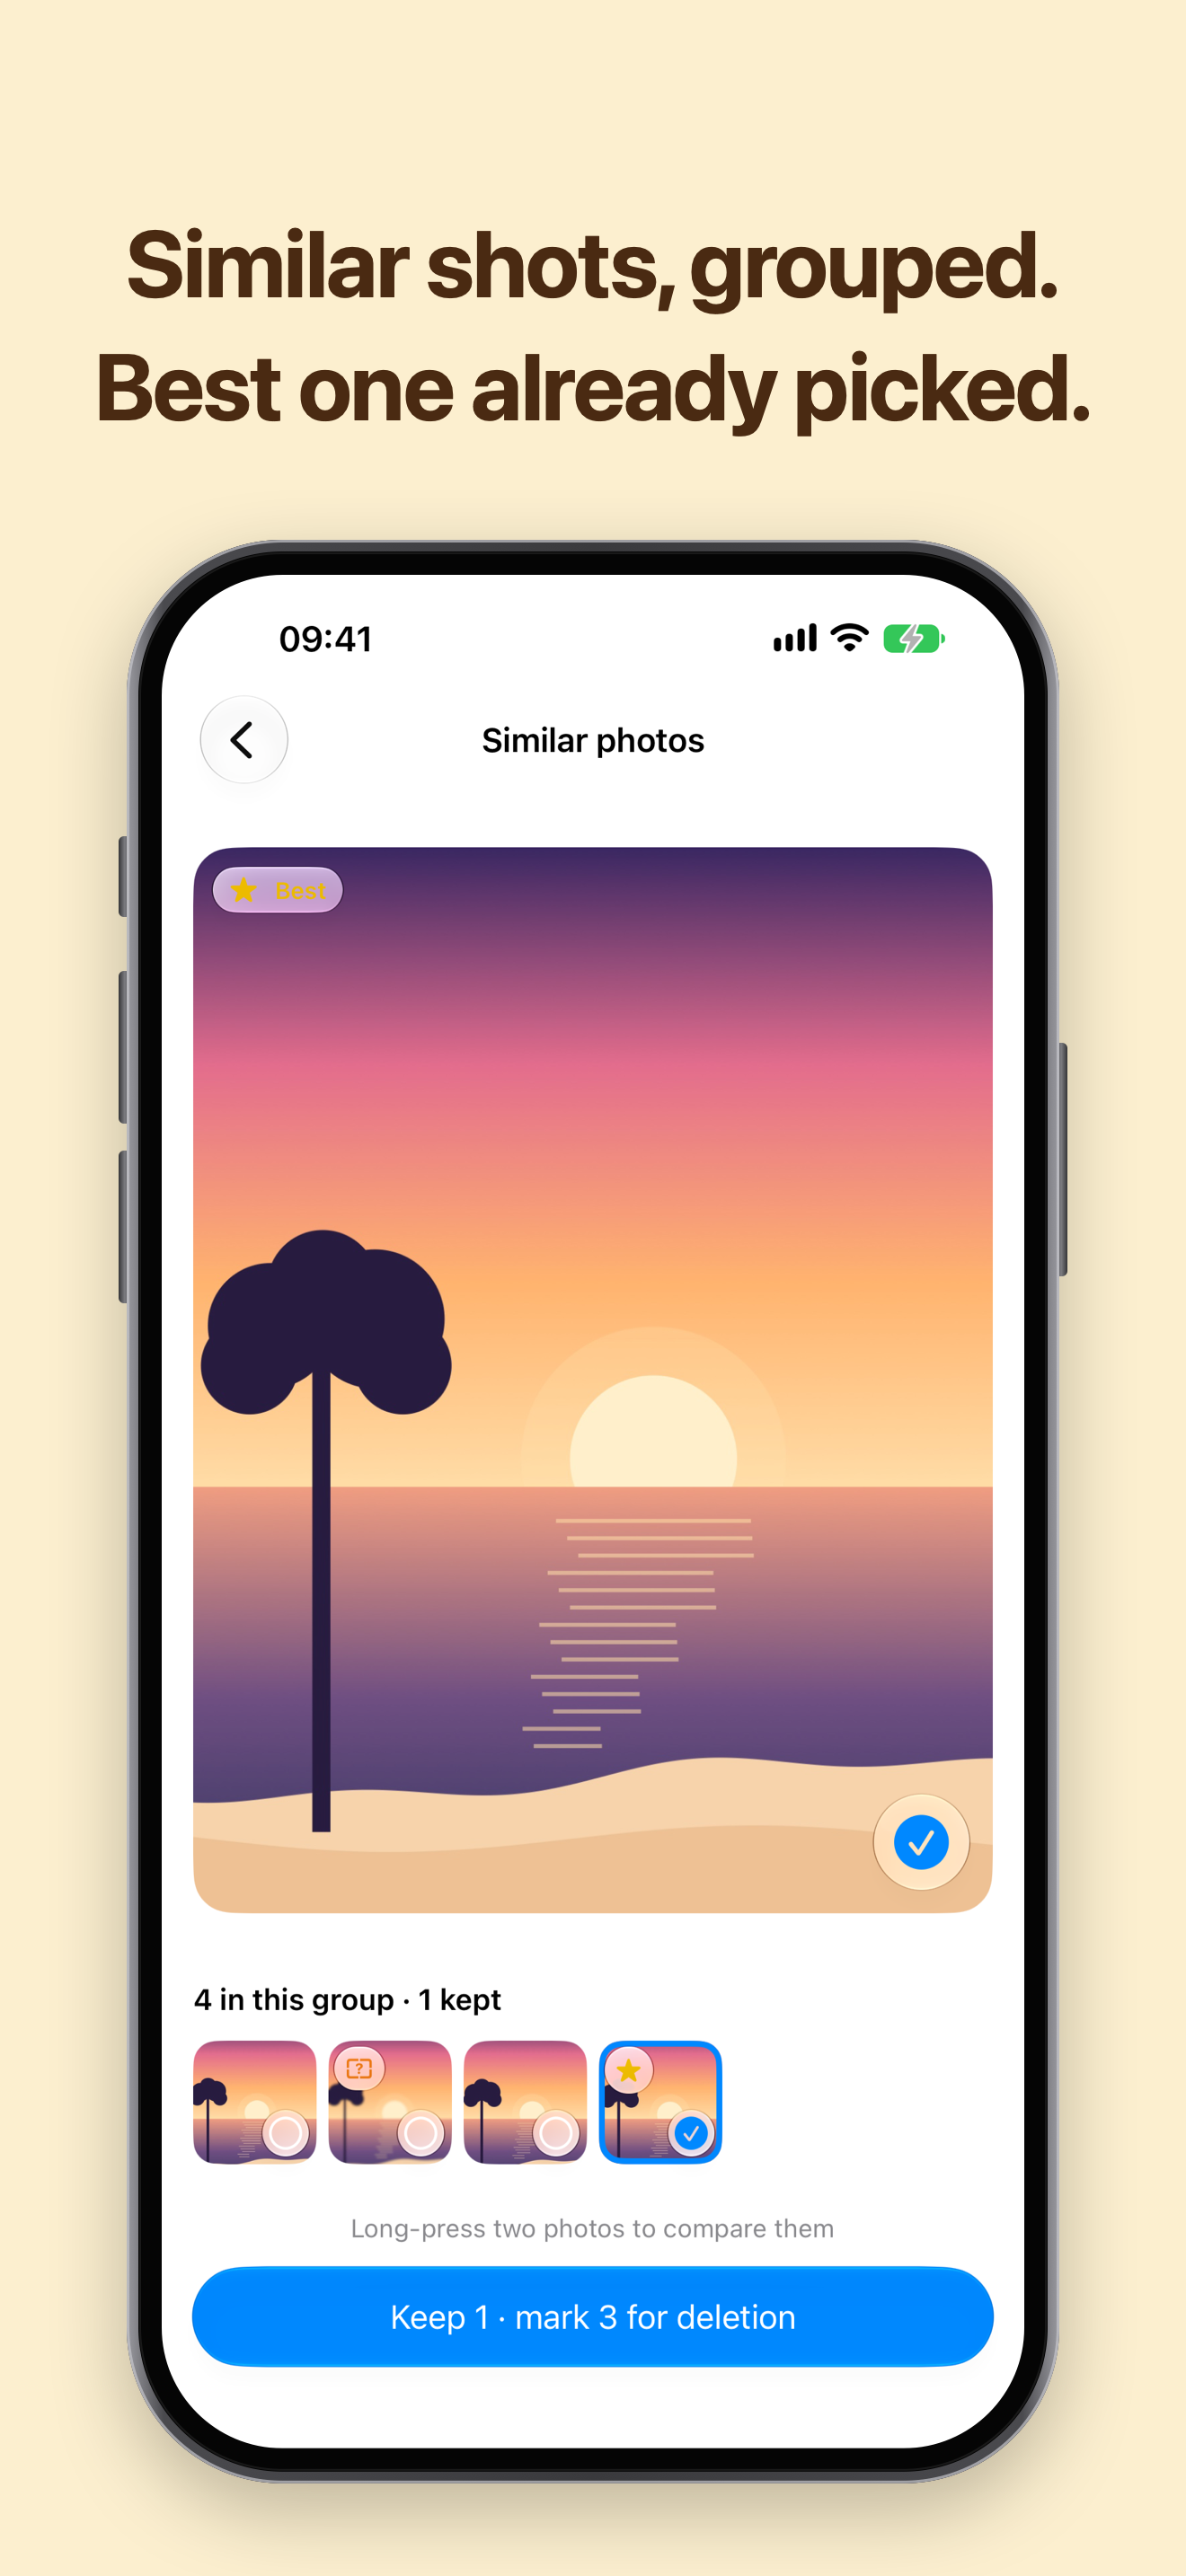 Similar shots, grouped.
Best one already picked.
09:41
Similar photos
Best
4 in this group · 1 kept
?
Long-press two photos to compare them
Keep 1 · mark 3 for deletion